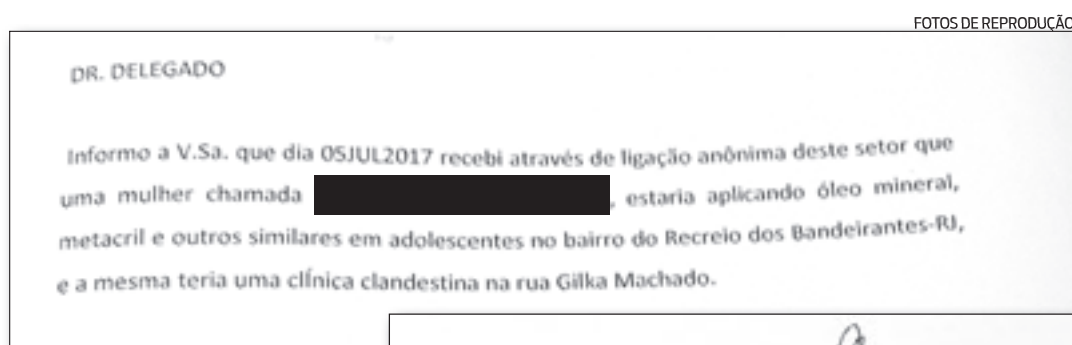 FOTOS DE REPRODUÇÃO
DR. DELEGADO
Informo a V.Sa. que dia 05JUL2017 recebi através de ligação anônima deste setor que
uma mulher chamada , estaria aplicando óleo mineral,
metacril e outros similares em adolescentes no bairro do Recreio dos Bandeirantes-RJ,
e a mesma teria uma clínica clandestina na rua Gilka Machado.